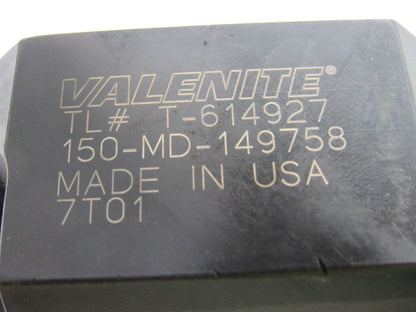 VALENITE®
TL# T-614927
150-MD-149758
MADE IN USA
7T01